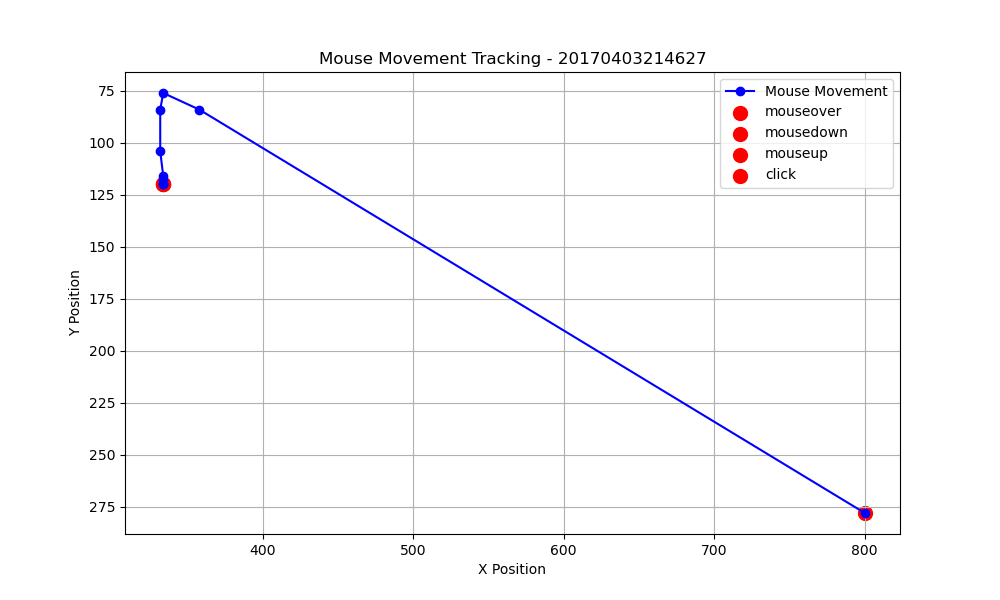 Mouse Movement Tracking - 20170403214627
Mouse Movement
mouseover
mousedown
mouseup
click
Y Position
75
100
125
150
175
200
225
250
275
400
500
600
700
800
X Position